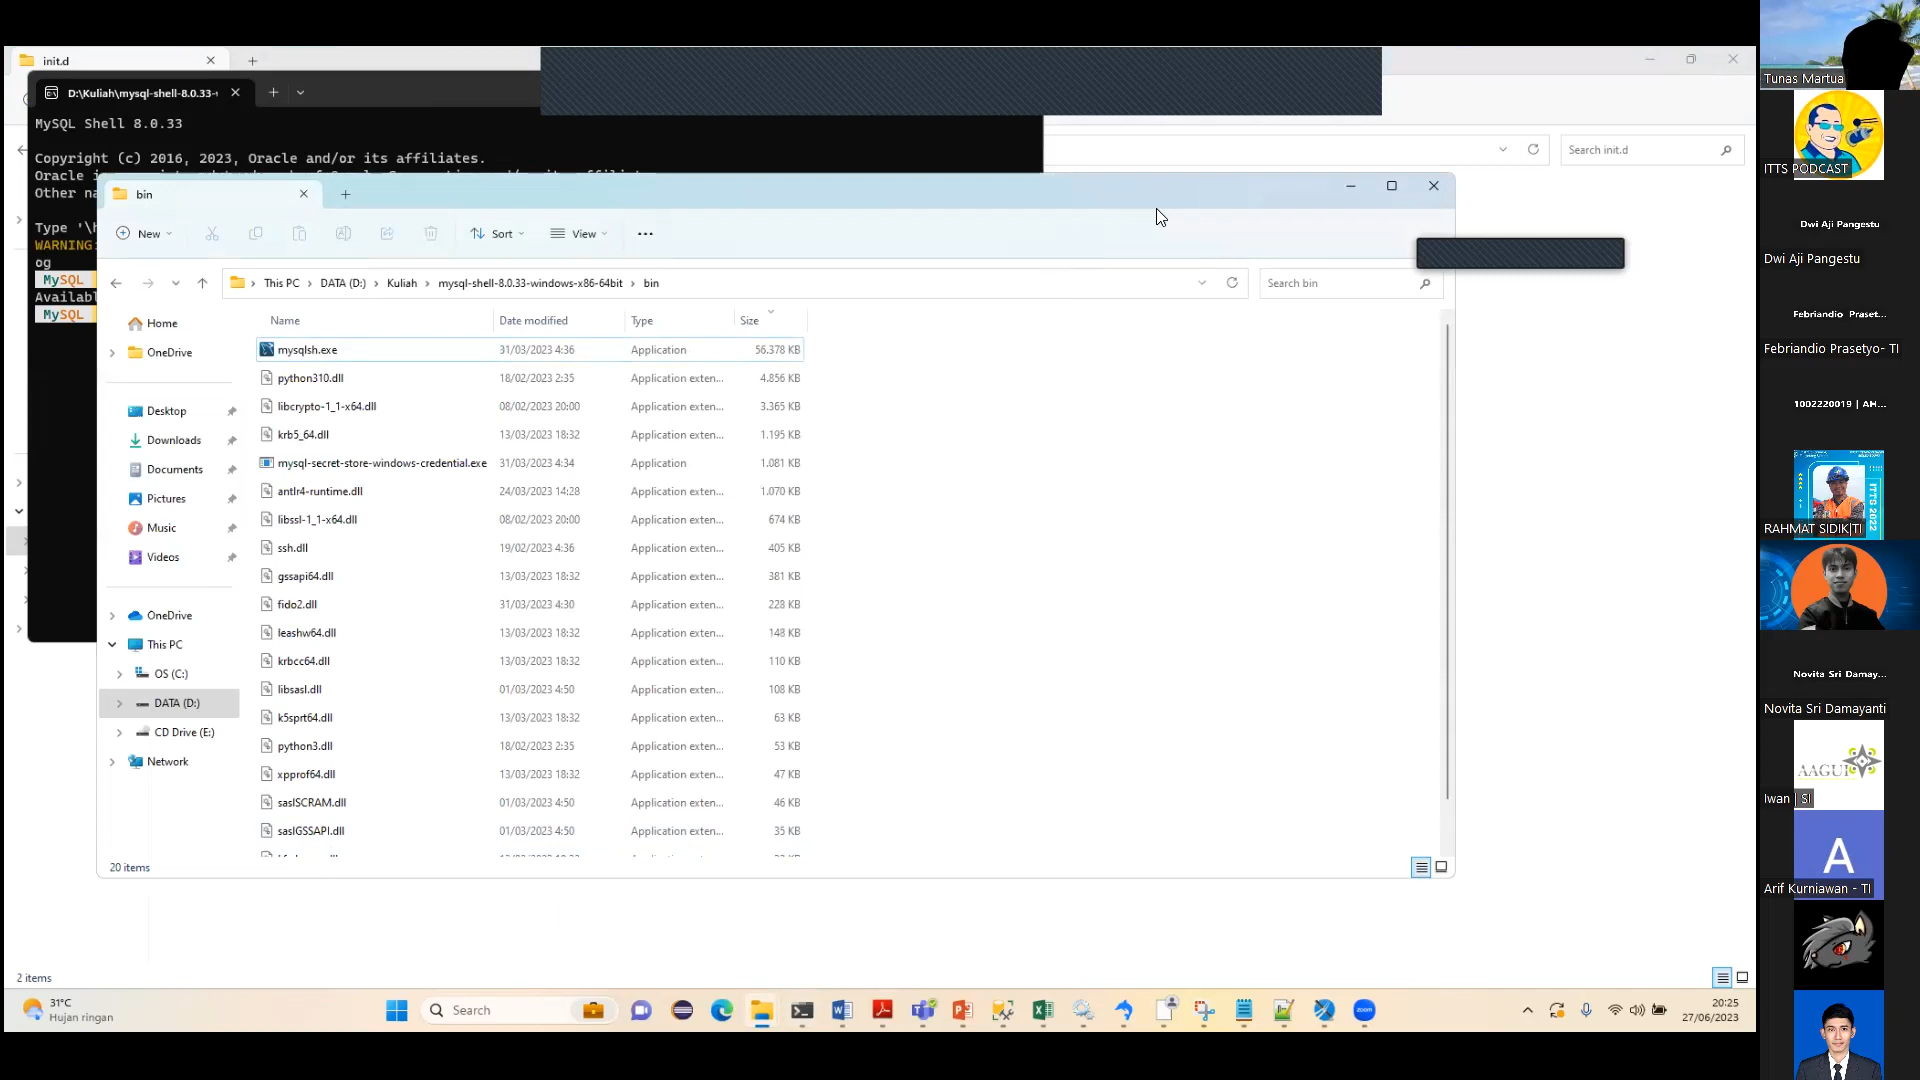 init.d
D:\Kuliah\mysql-shell-8.0.33-
MySQL Shell 8.0.33
Copyright (c) 2016, 2023, Oracle and/or its affiliates.
Oracle is
Other na
Type '\h
WARNING:
og
MySQL
Availabl
MySQL
Search init.d
bin
New
Sort
View
This PC > DATA (D:) > Kuliah > mysql-shell-8.0.33-windows-x86-64bit > bin
Search bin
Home
OneDrive
Desktop
Downloads
Documents
Pictures
Music
Videos
OneDrive
This PC
OS (C:)
DATA (D:)
CD Drive (E:)
Network
Name Date modified Type Size
mysqlsh.exe 31/03/2023 4:36 Application 56.378 KB
python310.dll 18/02/2023 2:35 Application exten... 4.856 KB
libcrypto-1_1-x64.dll 08/02/2023 20:00 Application exten... 3.365 KB
krb5_64.dll 13/03/2023 18:32 Application exten... 1.195 KB
mysql-secret-store-windows-credential.exe 31/03/2023 4:34 Application 1.081 KB
antlr4-runtime.dll 24/03/2023 14:28 Application exten... 1.070 KB
libssl-1_1-x64.dll 08/02/2023 20:00 Application exten... 674 KB
ssh.dll 19/02/2023 4:36 Application exten... 405 KB
gssapi64.dll 13/03/2023 18:32 Application exten... 381 KB
fido2.dll 31/03/2023 4:30 Application exten... 228 KB
leashw64.dll 13/03/2023 18:32 Application exten... 148 KB
krbcc64.dll 13/03/2023 18:32 Application exten... 110 KB
libsasl.dll 01/03/2023 4:50 Application exten... 108 KB
k5sprt64.dll 13/03/2023 18:32 Application exten... 63 KB
python3.dll 18/02/2023 2:35 Application exten... 53 KB
xpprof64.dll 13/03/2023 18:32 Application exten... 47 KB
saslSCRAM.dll 01/03/2023 4:50 Application exten... 46 KB
saslGSSAPI.dll 01/03/2023 4:50 Application exten... 35 KB
20 items
2 items
31°C
Hujan ringan
Search
zoom
20:25
27/06/2023
Tunas Martua
ITTS PODCAST
Dwi Aji Pangestu
Dwi Aji Pangestu
Febriandio Praset...
Febriandio Prasetyo- TI
1002220019 | AH...
ITTS 2022
RAHMAT SIDIK|TI
Novita Sri Damay...
Novita Sri Damayanti
AAGUI
Iwan | SI
A
Arif Kurniawan - TI